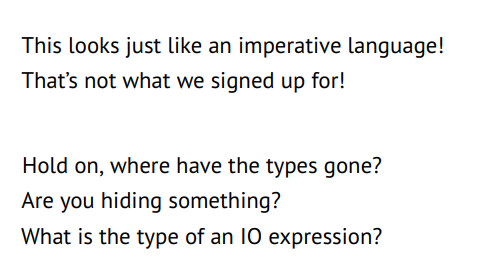 This looks just like an imperative language!
That’s not what we signed up for!
Hold on, where have the types gone?
Are you hiding something?
What is the type of an IO expression?